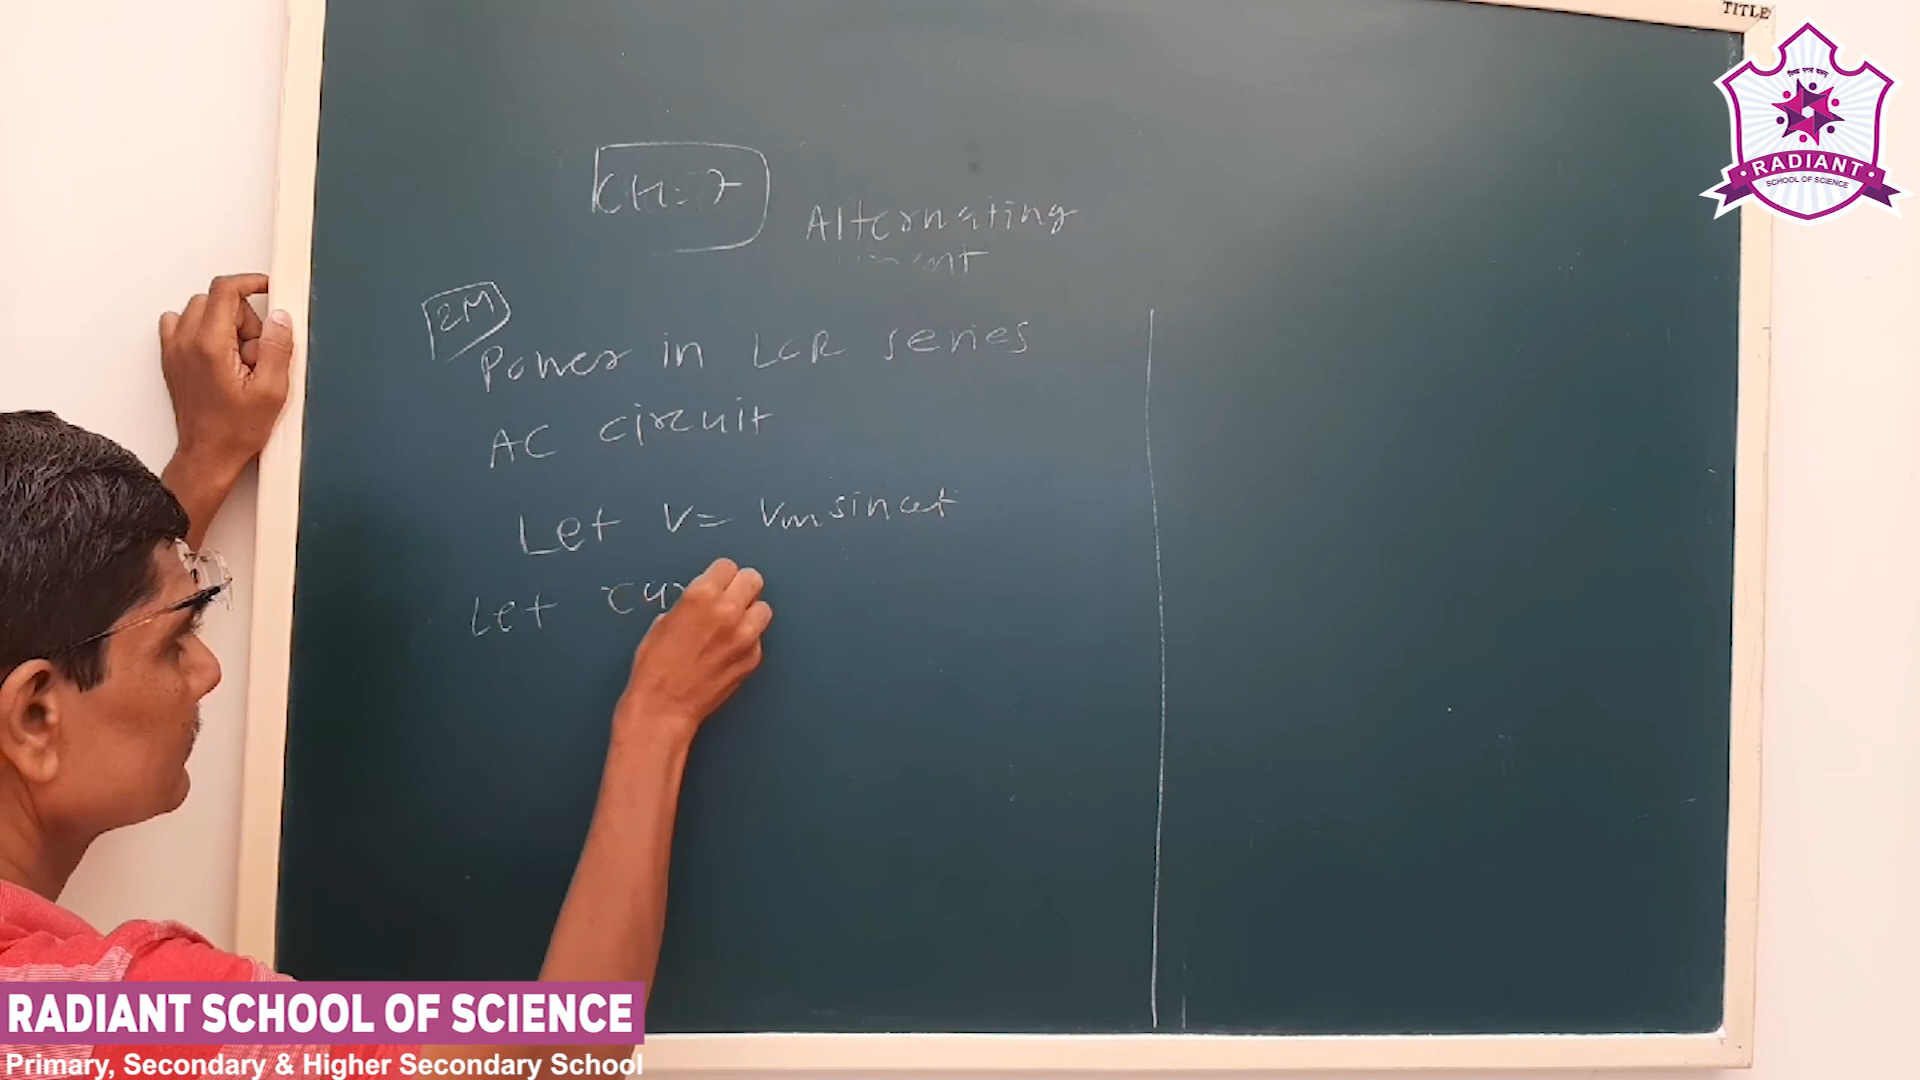 TITLE
RADIANT
SCHOOL OF SCIENCE
CH=7
Alternating
2M
Power in LCR series
AC circuit
Let V= Vm sin ωt
Let
RADIANT SCHOOL OF SCIENCE
Primary, Secondary & Higher Secondary School